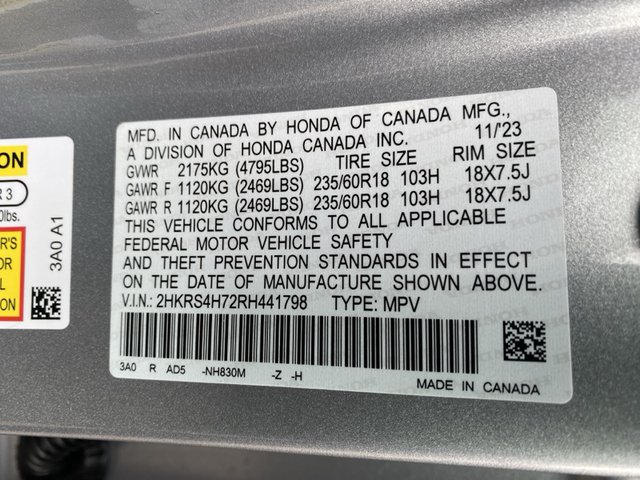 MFD. IN CANADA BY HONDA OF CANADA MFG.,
A DIVISION OF HONDA CANADA INC. 11/'23
GVWR 2175KG (4795LBS) TIRE SIZE RIM SIZE
GAWR F 1120KG (2469LBS) 235/60R18 103H 18X7.5J
GAWR R 1120KG (2469LBS) 235/60R18 103H 18X7.5J
THIS VEHICLE CONFORMS TO ALL APPLICABLE
FEDERAL MOTOR VEHICLE SAFETY
AND THEFT PREVENTION STANDARDS IN EFFECT
ON THE DATE OF MANUFACTURE SHOWN ABOVE.
V.I.N.: 2HKRS4H72RH441798 TYPE: MPV
3A0 R AD5 -NH830M -Z -H
MADE IN CANADA
3A0 A1